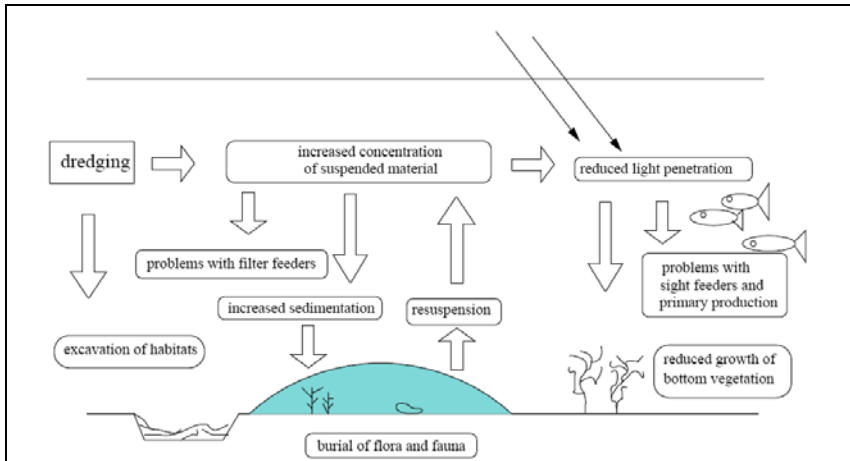 dredging
increased concentration
of suspended material
reduced light penetration
problems with filter feeders
problems with
sight feeders and
primary production
increased sedimentation
resuspension
excavation of habitats
reduced growth of
bottom vegetation
burial of flora and fauna